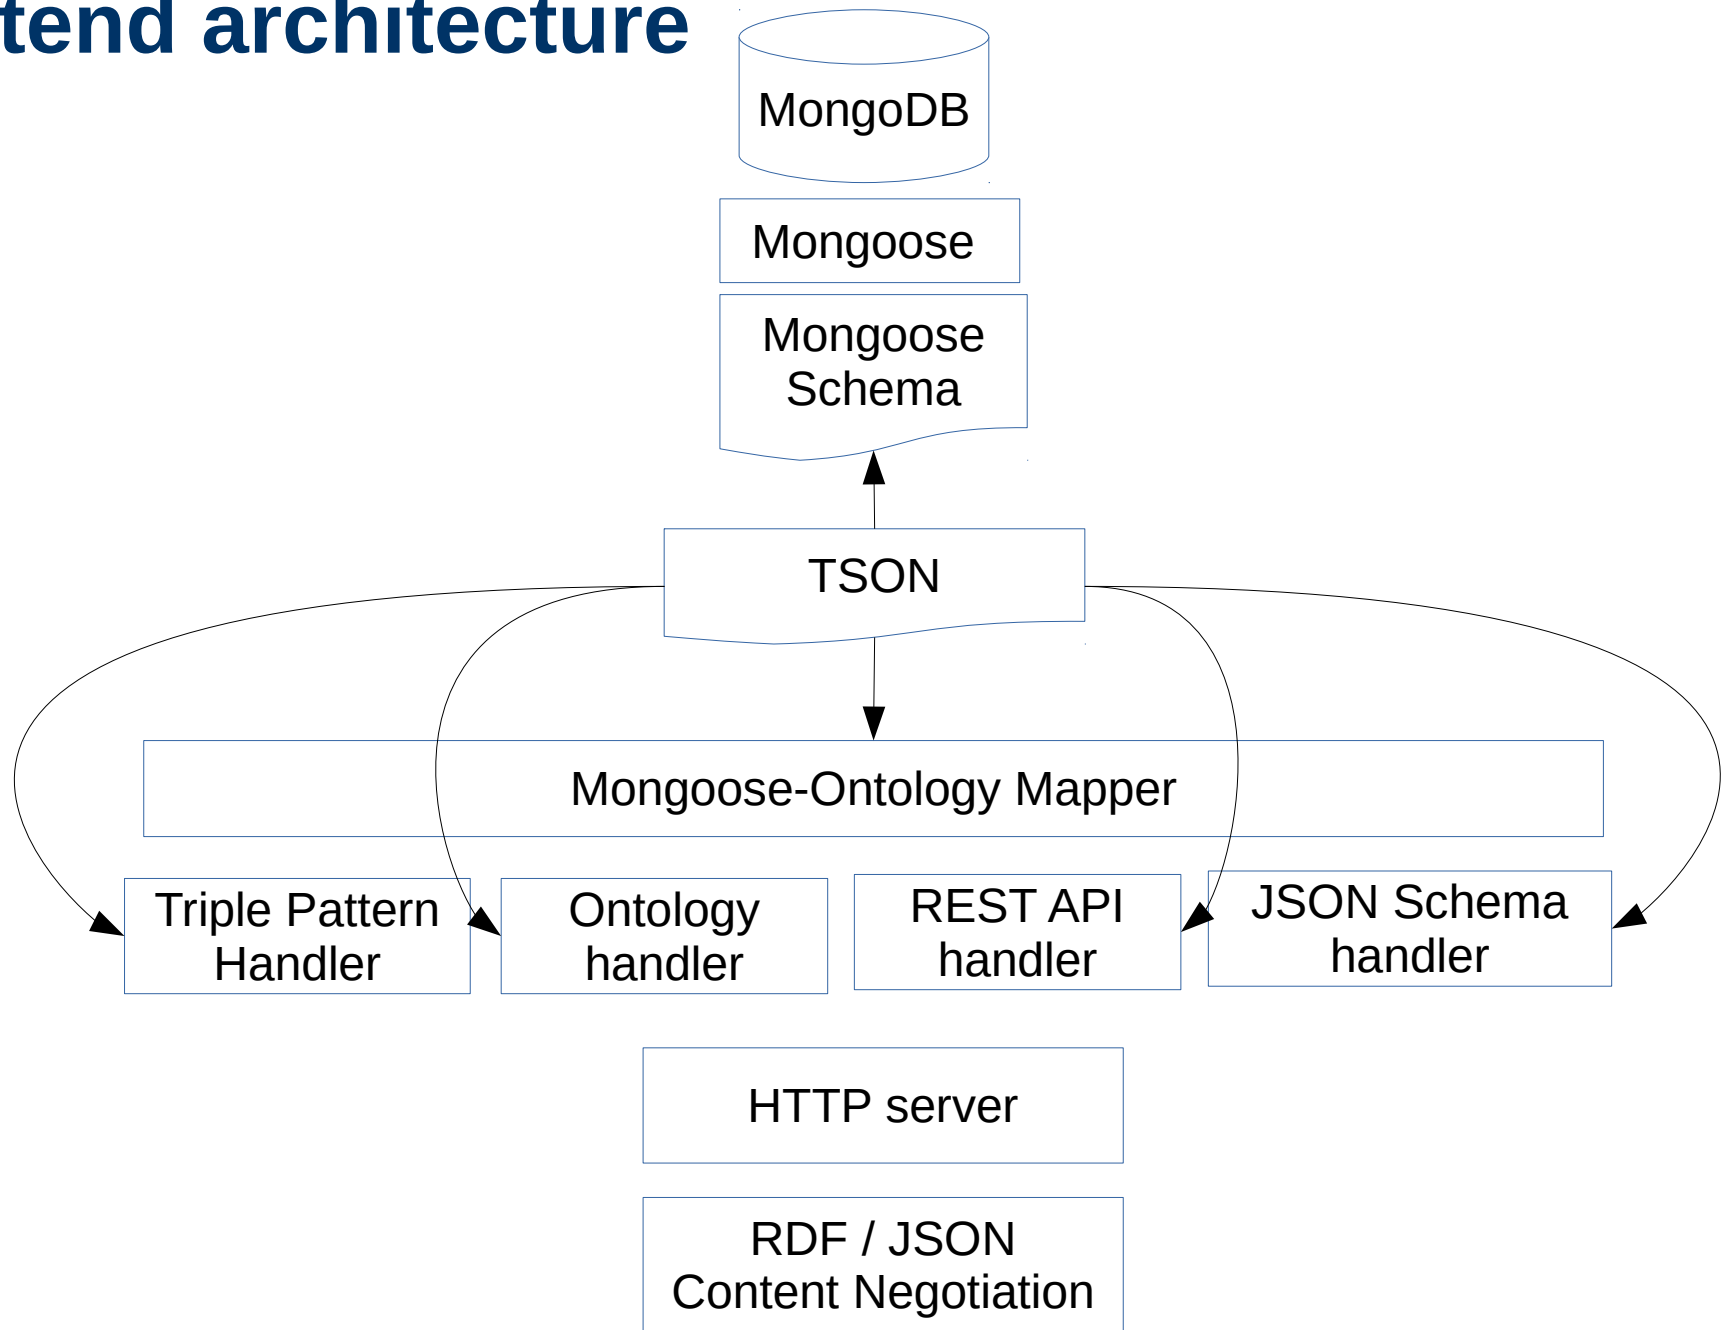 tend architecture
MongoDB
Mongoose
Mongoose
Schema
TSON
Mongoose-Ontology Mapper
Triple Pattern
Handler
Ontology
handler
REST API
handler
JSON Schema
handler
HTTP server
RDF / JSON
Content Negotiation